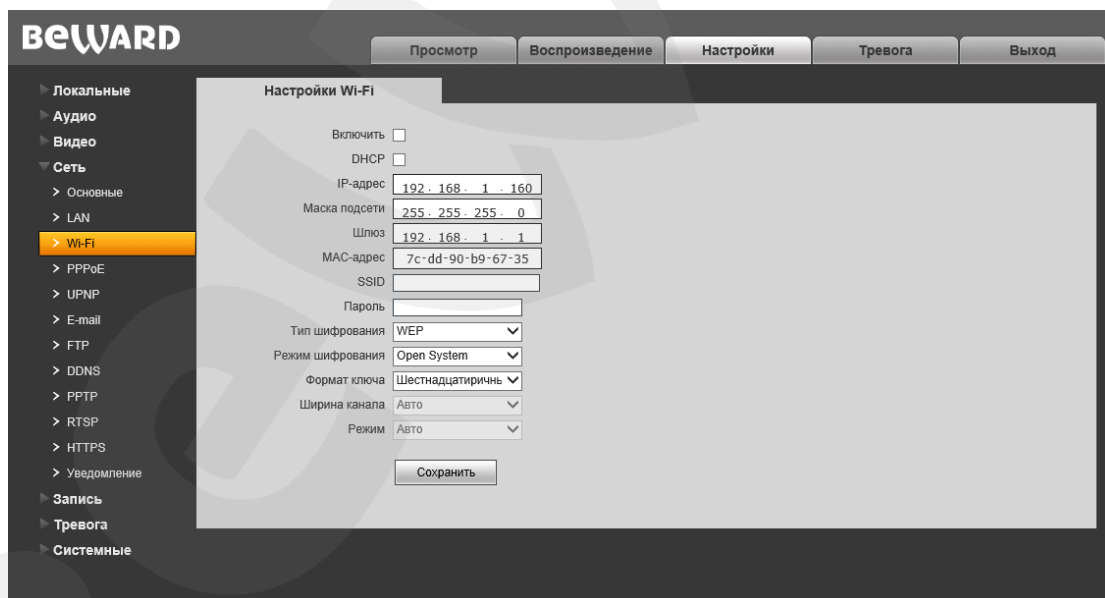 BEWARD
Просмотр Воспроизведение Настройки Тревога Выход
Локальные
Аудио
Видео
Сеть
> Основные
> LAN
> Wi-Fi
> PPPoE
> UPNP
> E-mail
> FTP
> DDNS
> PPTP
> RTSP
> HTTPS
> Уведомление
Запись
Тревога
Системные
Настройки Wi-Fi
Включить
DHCP
IP-адрес 192. 168. 1 . 160
Маска подсети 255. 255. 255. 0
Шлюз 192. 168. 1 . 1
MAC-адрес 7c-dd-90-b9-67-35
SSID
Пароль
Тип шифрования WEP
Режим шифрования Open System
Формат ключа Шестнадцатиричнь
Ширина канала Авто
Режим Авто
Сохранить